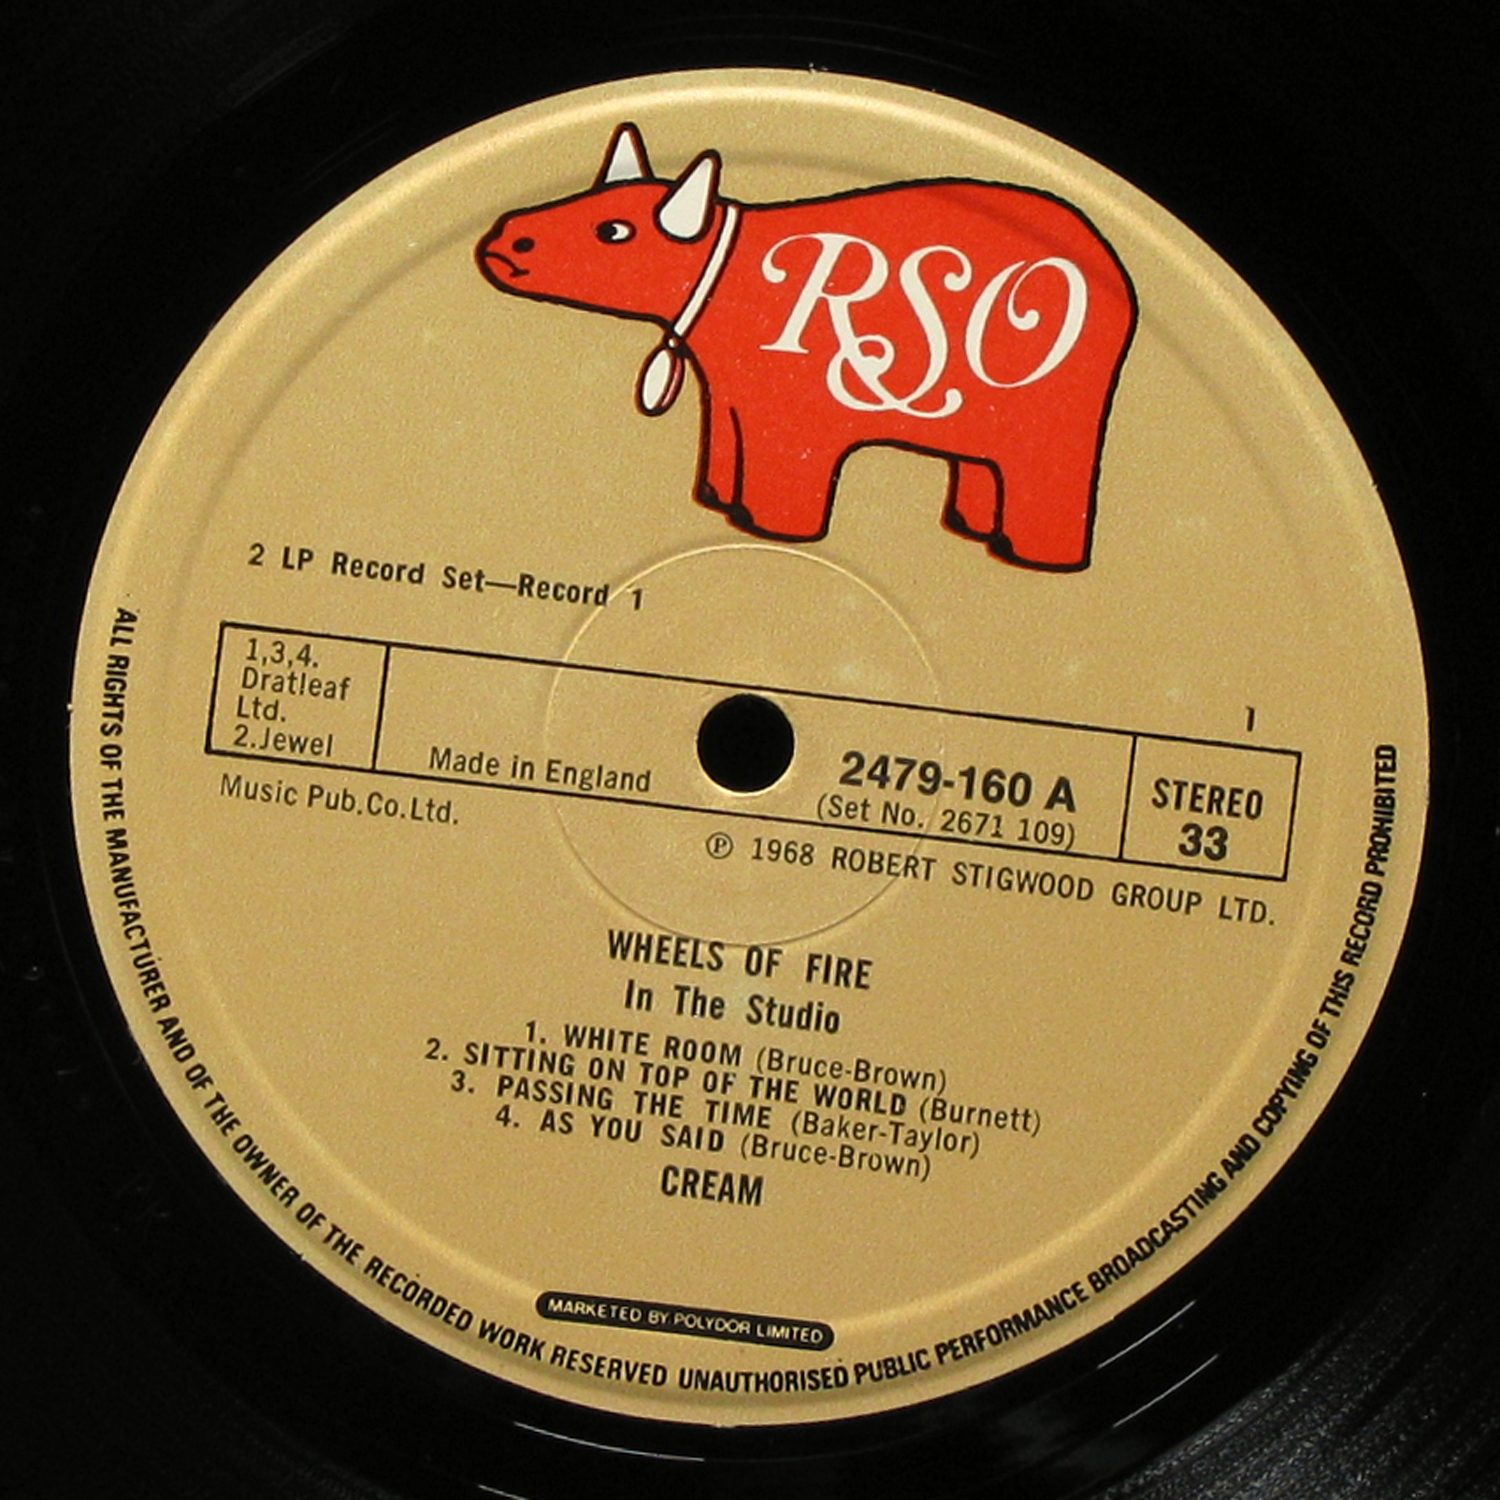 RSO
2 LP Record Set—Record 1
1,3,4.
Dratleaf
Ltd.
2.Jewel
Music Pub.Co.Ltd.
Made in England
1
2479-160 A
(Set No. 2671 109)
STEREO
33
Ⓟ 1968 ROBERT STIGWOOD GROUP LTD.
WHEELS OF FIRE
In The Studio
1. WHITE ROOM (Bruce-Brown)
2. SITTING ON TOP OF THE WORLD (Burnett)
3. PASSING THE TIME (Baker-Taylor)
4. AS YOU SAID (Bruce-Brown)
CREAM
MARKETED BY POLYDOR LIMITED
ALL RIGHTS OF THE MANUFACTURER AND OF THE OWNER OF THE RECORDED WORK RESERVED UNAUTHORISED PUBLIC PERFORMANCE BROADCASTING AND COPYING OF THIS RECORD PROHIBITED